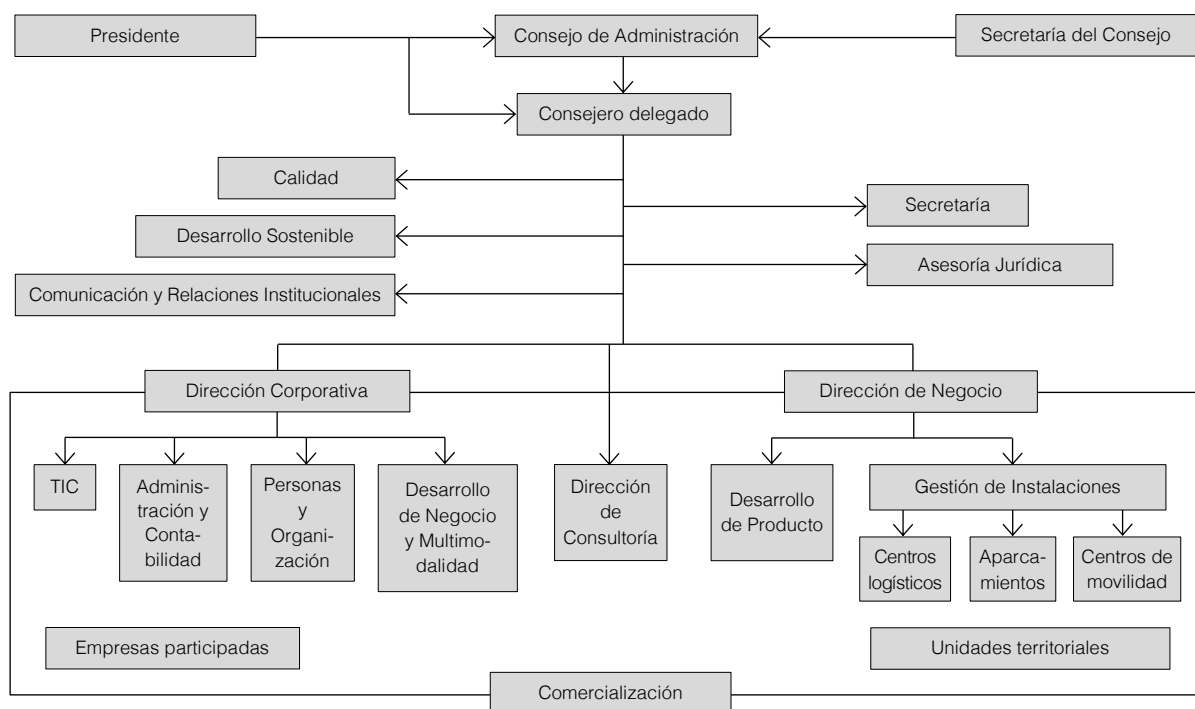 Presidente
Consejo de Administración
Secretaría del Consejo
Consejero delegado
Calidad
Secretaría
Desarrollo Sostenible
Asesoría Jurídica
Comunicación y Relaciones Institucionales
Dirección Corporativa
Dirección de Negocio
TIC
Adminis-
tración y
Conta-
bilidad
Personas
y
Organi-
zación
Desarrollo
de Negocio
y Multimo-
dalidad
Dirección
de
Consultoría
Desarrollo
de Producto
Gestión de Instalaciones
Centros
logísticos
Aparca-
mientos
Centros de
movilidad
Empresas participadas
Unidades territoriales
Comercialización